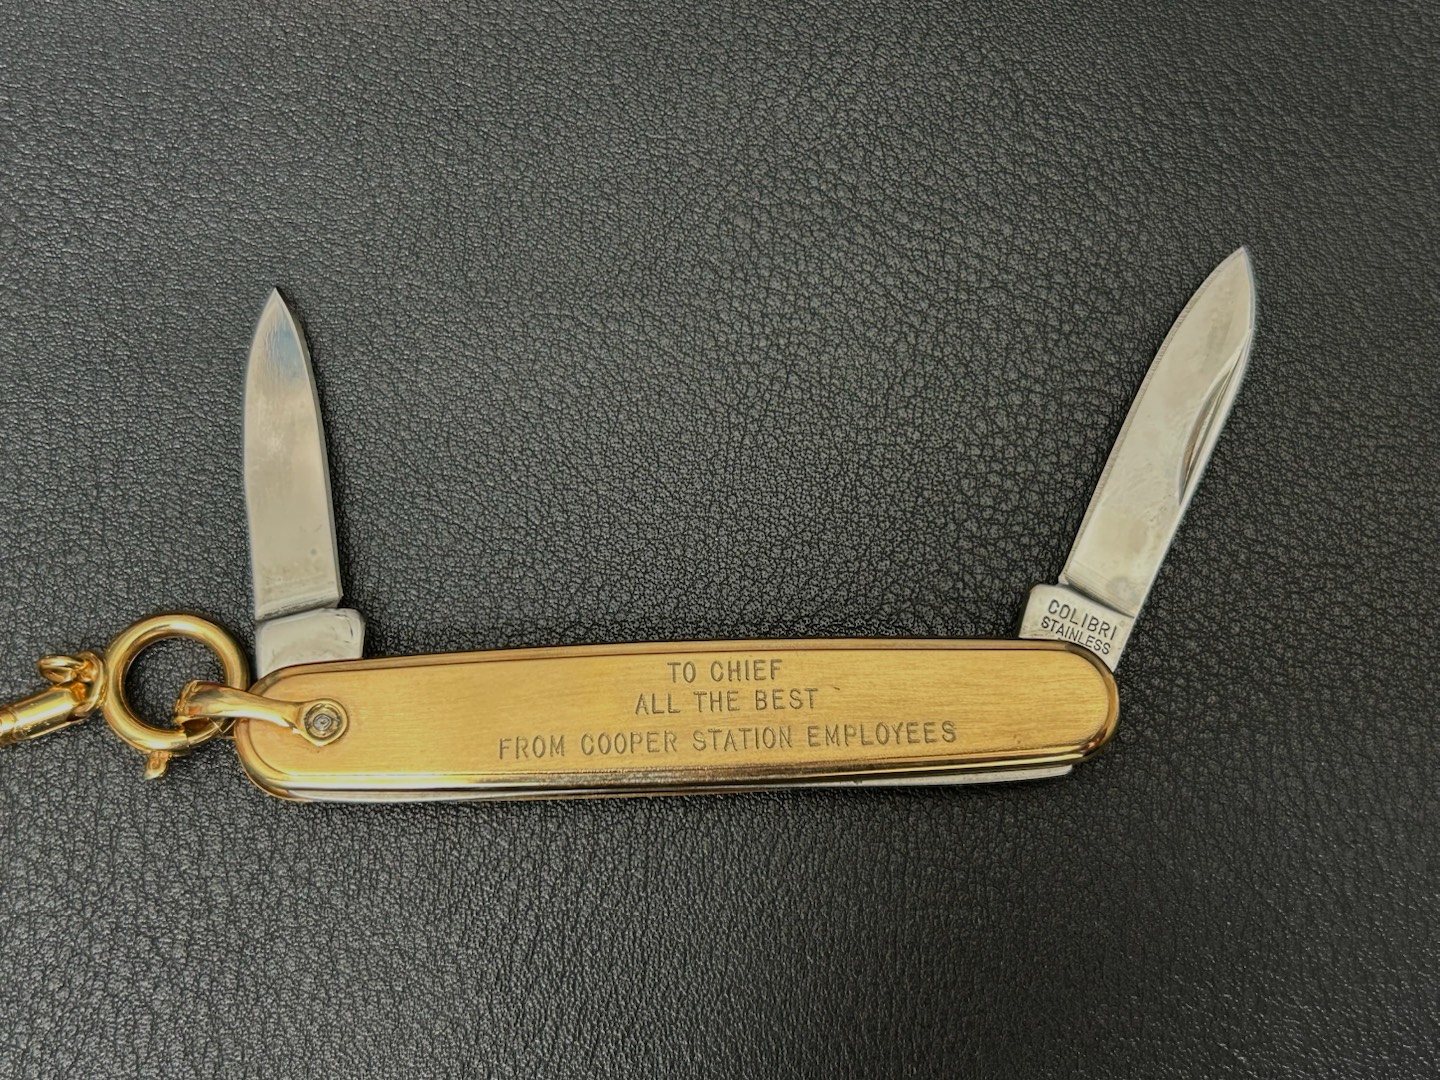 COLIBRI
STAINLESS
TO CHIEF
ALL THE BEST
FROM COOPER STATION EMPLOYEES